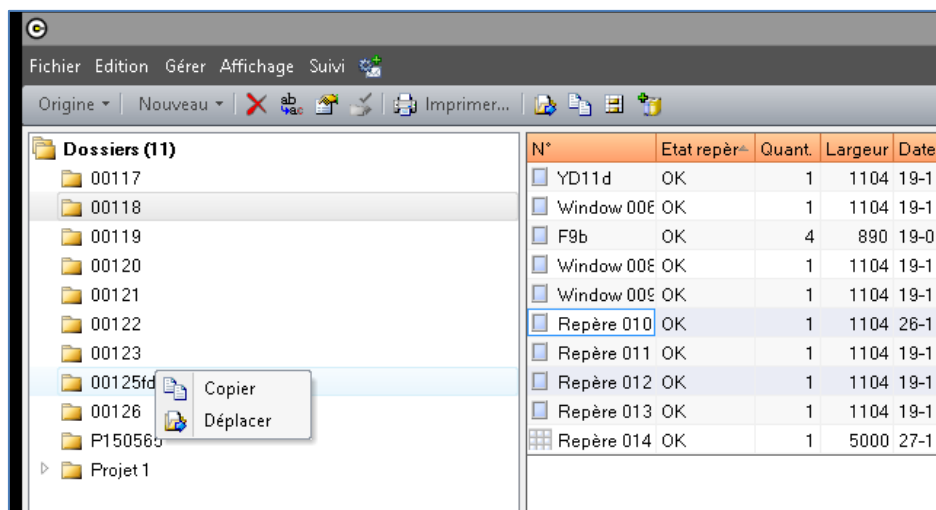 Fichier Edition Gérer Affichage Suivi
Origine Nouveau Imprimer...
Dossiers (11)
00117
00118
00119
00120
00121
00122
00123
00125fd
00126
P150565
Projet 1
Copier
Déplacer
N° Etat repèr Quant. Largeur Date
YD11d OK 1 1104 19-1
Window 006 OK 1 1104 19-1
F9b OK 4 890 19-0
Window 008 OK 1 1104 19-1
Window 009 OK 1 1104 19-1
Repère 010 OK 1 1104 26-1
Repère 011 OK 1 1104 19-1
Repère 012 OK 1 1104 19-1
Repère 013 OK 1 1104 19-1
Repère 014 OK 1 5000 27-1